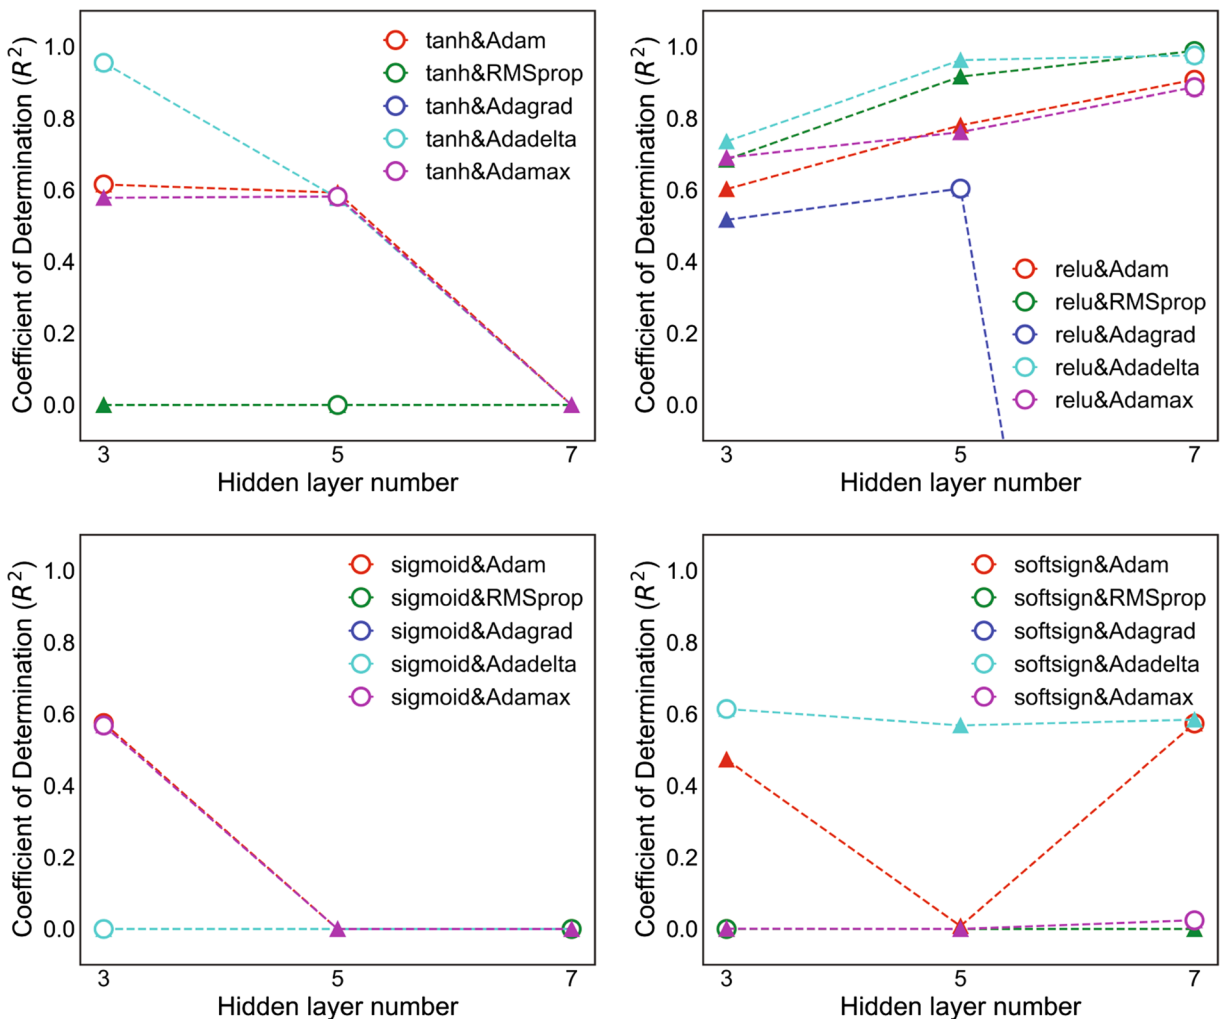 Coefficient of Determination (R²)
1.0
0.8
0.6
0.4
0.2
0.0
tanh&Adam
tanh&RMSprop
tanh&Adagrad
tanh&Adadelta
tanh&Adamax
3 5 7
Hidden layer number
Coefficient of Determination (R²)
1.0
0.8
0.6
0.4
0.2
0.0
relu&Adam
relu&RMSprop
relu&Adagrad
relu&Adadelta
relu&Adamax
3 5 7
Hidden layer number
Coefficient of Determination (R²)
1.0
0.8
0.6
0.4
0.2
0.0
sigmoid&Adam
sigmoid&RMSprop
sigmoid&Adagrad
sigmoid&Adadelta
sigmoid&Adamax
3 5 7
Hidden layer number
Coefficient of Determination (R²)
1.0
0.8
0.6
0.4
0.2
0.0
softsign&Adam
softsign&RMSprop
softsign&Adagrad
softsign&Adadelta
softsign&Adamax
3 5 7
Hidden layer number